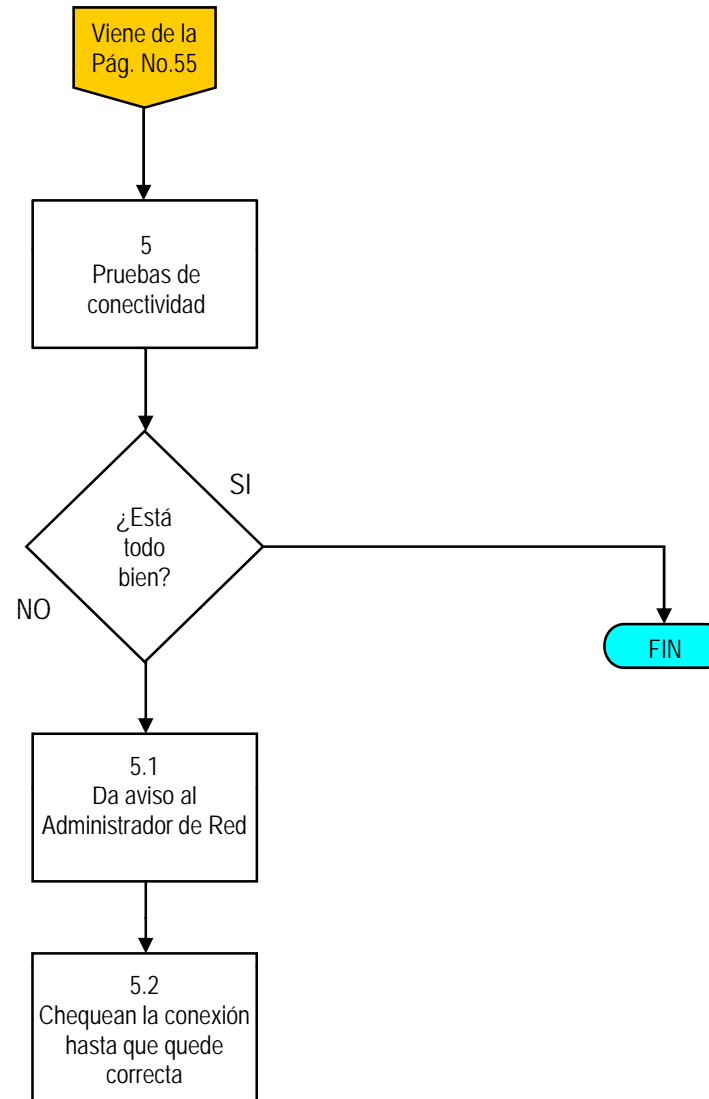 Viene de la
Pág. No.55
5
Pruebas de
conectividad
SI
¿Está
todo
bien?
NO
FIN
5.1
Da aviso al
Administrador de Red
5.2
Chequean la conexión
hasta que quede
correcta